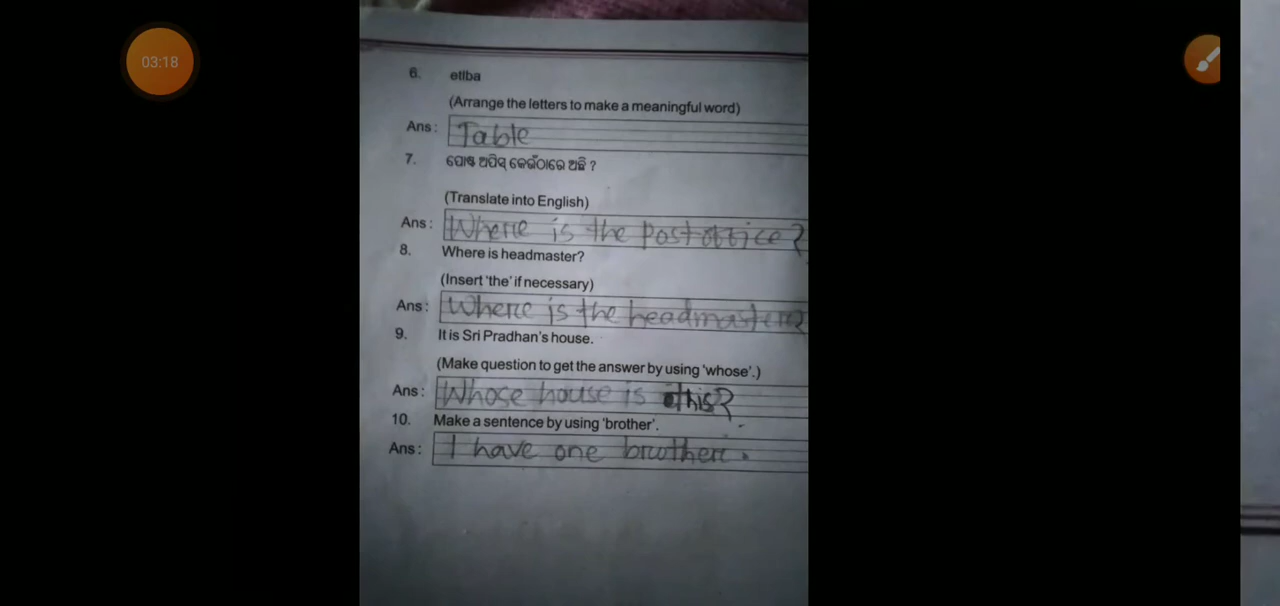 03:18
6. etlba
(Arrange the letters to make a meaningful word)
Ans : Table
7. ପୋଷ୍ଟ ଅଫିସ୍ କେଉଁଠାରେ ଅଛି ?
(Translate into English)
Ans : Where is the post office?
8. Where is headmaster?
(Insert 'the' if necessary)
Ans : Where is the headmaster?
9. It is Sri Pradhan's house.
(Make question to get the answer by using 'whose'.)
Ans : Whose house is this?
10. Make a sentence by using 'brother'.
Ans : I have one brother.